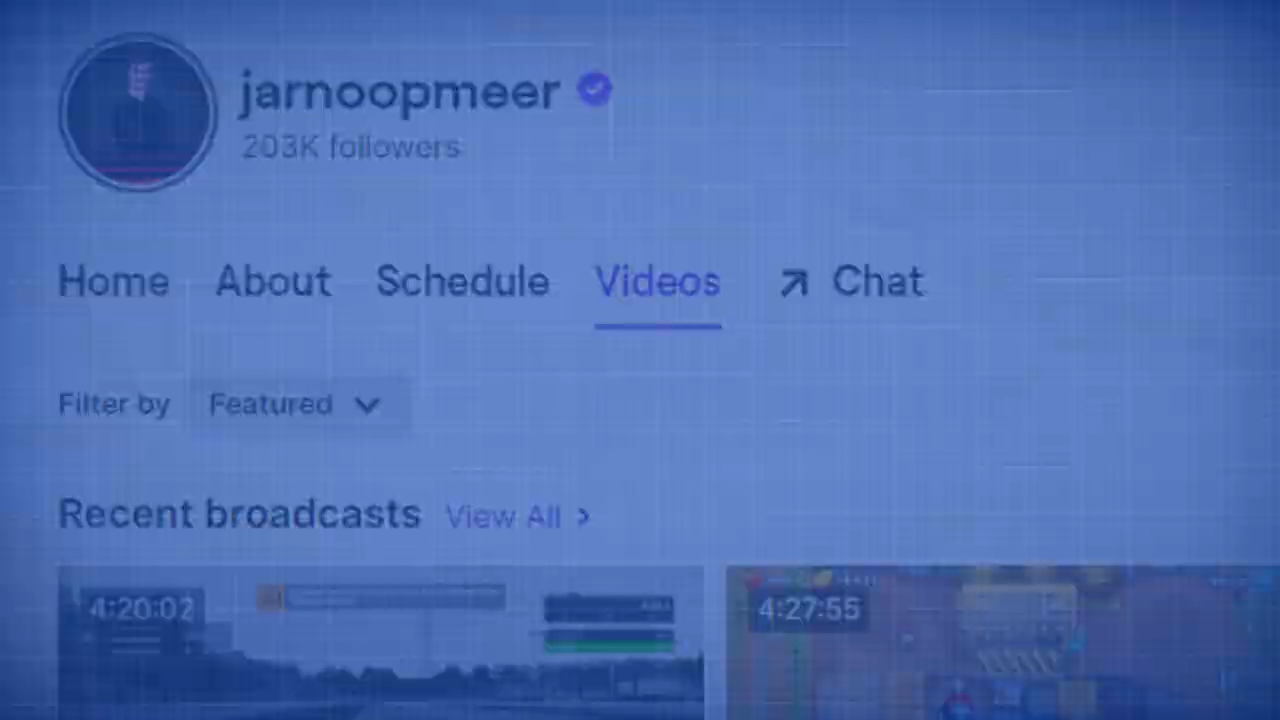 jarnoopmeer
203K followers
Home About Schedule Videos Chat
Filter by Featured
Recent broadcasts View All
4:20:02 4:27:55